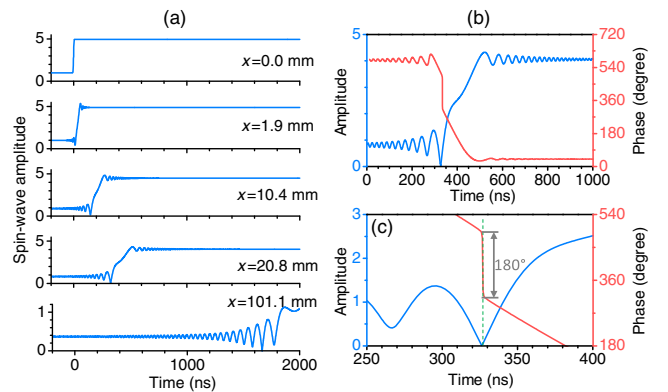 (a)
5
0
x=0.0 mm
5
0
x=1.9 mm
5
0
x=10.4 mm
5
0
x=20.8 mm
1
0
x=101.1 mm
0 1000 2000
Time (ns)
Spin-wave amplitude
(b)
5
0
Amplitude
720
540
360
180
0
Phase (degree)
0 200 400 600 800 1000
Time (ns)
(c)
3
2
1
0
Amplitude
180°
540
360
180
Phase (degree)
250 300 350 400
Time (ns)